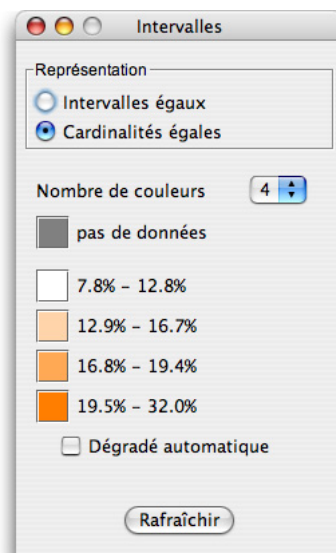 Intervalles
Représentation
Intervalles égaux
Cardinalités égales
Nombre de couleurs 4
pas de données
7.8% - 12.8%
12.9% - 16.7%
16.8% - 19.4%
19.5% - 32.0%
Dégradé automatique
Rafraîchir